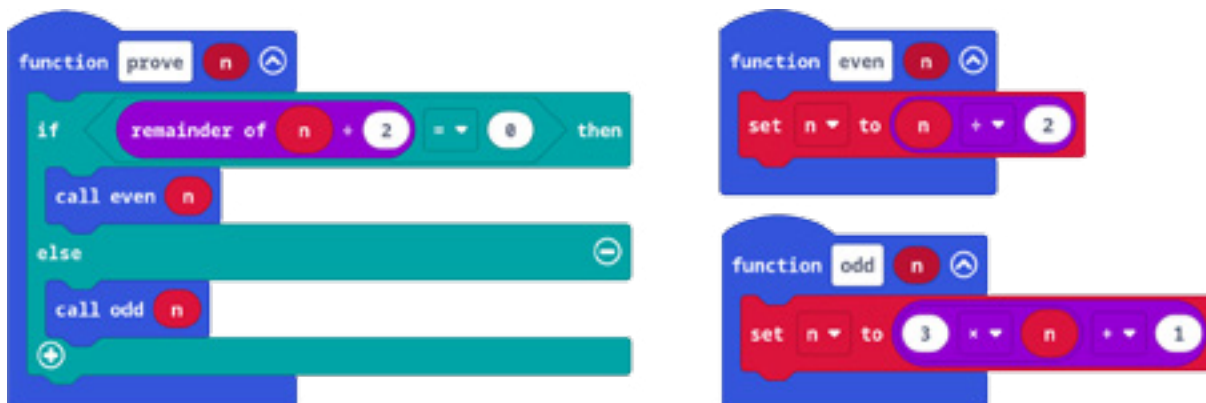 function prove n
if remainder of n ÷ 2 = 0 then
call even n
else
call odd n
function even n
set n to n ÷ 2
function odd n
set n to 3 × n + 1